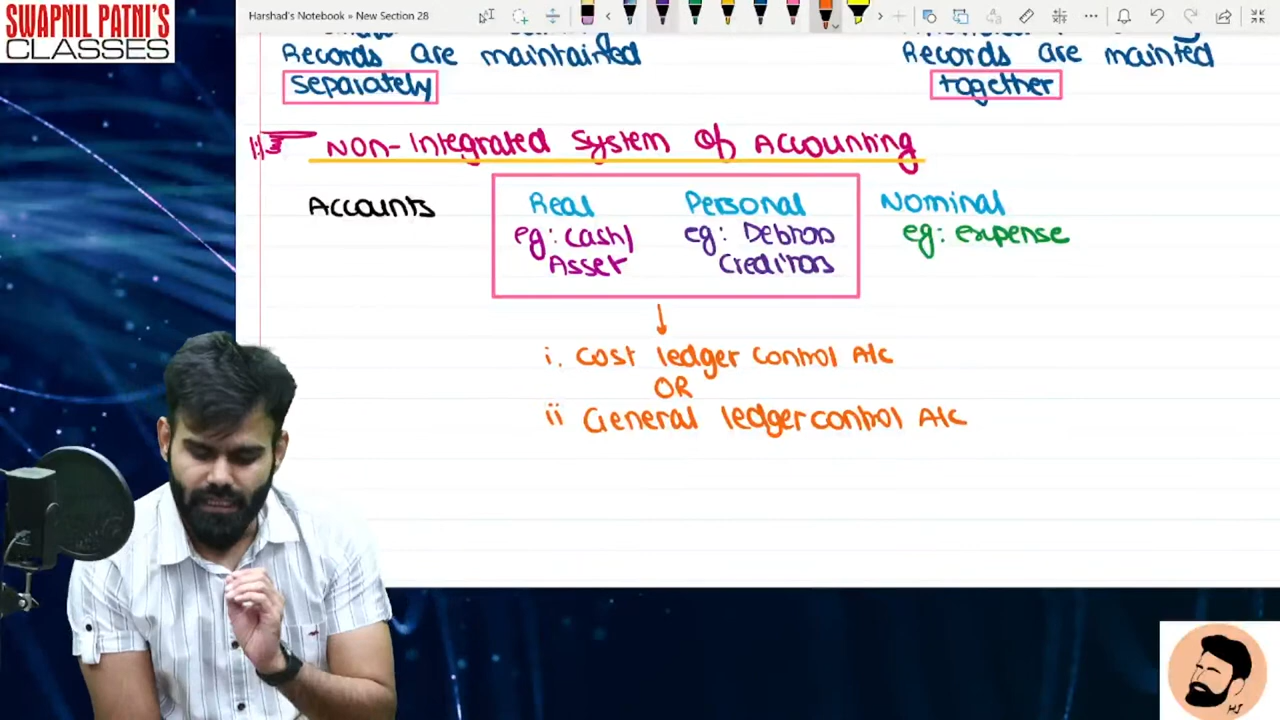 SWAPNIL PATNI'S
CLASSES
Harshad's Notebook » New Section 28
Records are maintained
separately
Records are mainted
together
1:)
NON-Integrated System of Accounting
Accounts
Real
eg: Cash/
Asset
Personal
eg: Debtors
Creditors
Nominal
eg: expense
i. Cost ledger control A/c
OR
ii General ledger control A/c
HJ